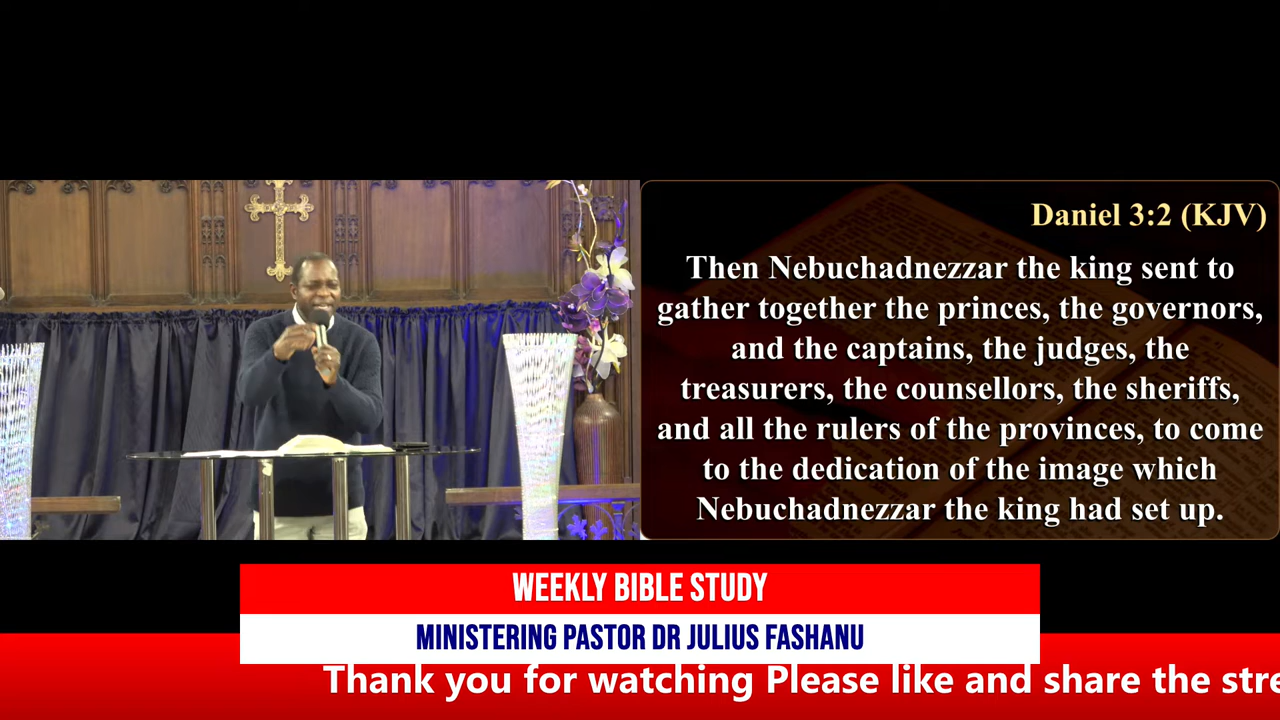 Daniel 3:2 (KJV)
Then Nebuchadnezzar the king sent to
gather together the princes, the governors,
and the captains, the judges, the
treasurers, the counsellors, the sheriffs,
and all the rulers of the provinces, to come
to the dedication of the image which
Nebuchadnezzar the king had set up.
WEEKLY BIBLE STUDY
MINISTERING PASTOR DR JULIUS FASHANU
Thank you for watching Please like and share the stre